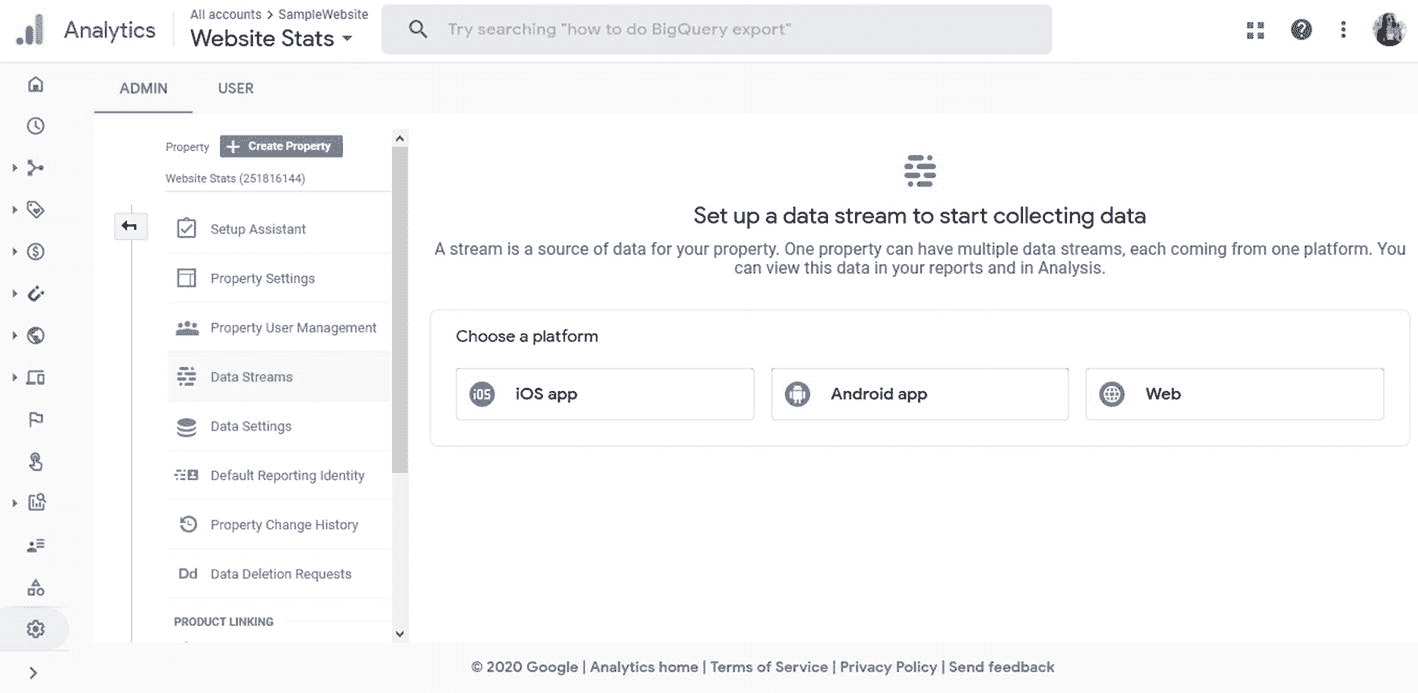 Analytics
All accounts > SampleWebsite
Website Stats
Try searching "how to do BigQuery export"
ADMIN
USER
Property
Create Property
Website Stats (251816144)
Setup Assistant
Property Settings
Property User Management
Data Streams
Data Settings
Default Reporting Identity
Property Change History
Dd Data Deletion Requests
PRODUCT LINKING
Set up a data stream to start collecting data
A stream is a source of data for your property. One property can have multiple data streams, each coming from one platform. You
can view this data in your reports and in Analysis.
Choose a platform
iOS iOS app
Android app
Web
© 2020 Google | Analytics home | Terms of Service | Privacy Policy | Send feedback